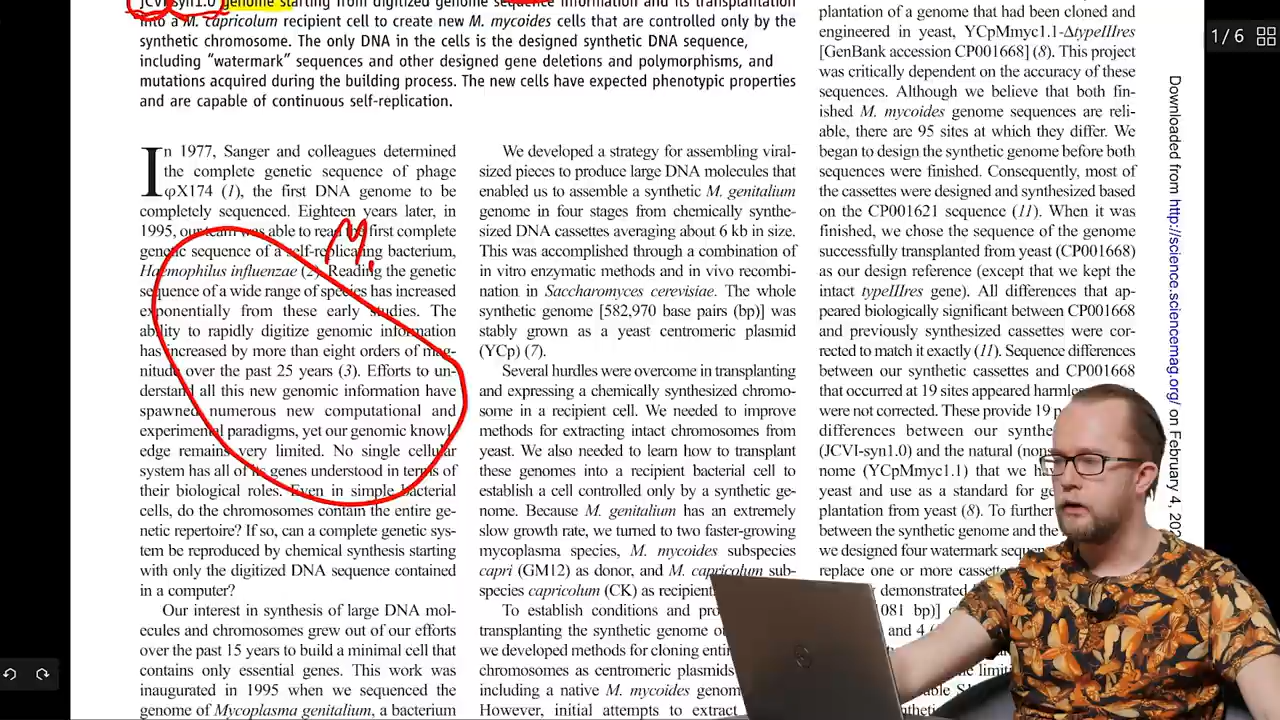 JCVI-syn1.0 genome starting from digitized genome sequence information and its transplantation
into a M. capricolum recipient cell to create new M. mycoides cells that are controlled only by the
synthetic chromosome. The only DNA in the cells is the designed synthetic DNA sequence,
including "watermark" sequences and other designed gene deletions and polymorphisms, and
mutations acquired during the building process. The new cells have expected phenotypic properties
and are capable of continuous self-replication.
In 1977, Sanger and colleagues determined
the complete genetic sequence of phage
φX174 (1), the first DNA genome to be
completely sequenced. Eighteen years later, in
1995, our team was able to read the first complete
genetic sequence of a self-replicating bacterium,
Haemophilus influenzae (2). Reading the genetic
sequence of a wide range of species has increased
exponentially from these early studies. The
ability to rapidly digitize genomic information
has increased by more than eight orders of mag-
nitude over the past 25 years (3). Efforts to un-
derstand all this new genomic information have
spawned numerous new computational and
experimental paradigms, yet our genomic knowl-
edge remains very limited. No single cellular
system has all of its genes understood in terms of
their biological roles. Even in simple bacterial
cells, do the chromosomes contain the entire ge-
netic repertoire? If so, can a complete genetic sys-
tem be reproduced by chemical synthesis starting
with only the digitized DNA sequence contained
in a computer?
Our interest in synthesis of large DNA mol-
ecules and chromosomes grew out of our efforts
over the past 15 years to build a minimal cell that
contains only essential genes. This work was
inaugurated in 1995 when we sequenced the
genome of Mycoplasma genitalium, a bacterium
M.
We developed a strategy for assembling viral-
sized pieces to produce large DNA molecules that
enabled us to assemble a synthetic M. genitalium
genome in four stages from chemically synthe-
sized DNA cassettes averaging about 6 kb in size.
This was accomplished through a combination of
in vitro enzymatic methods and in vivo recombi-
nation in Saccharomyces cerevisiae. The whole
synthetic genome [582,970 base pairs (bp)] was
stably grown as a yeast centromeric plasmid
(YCp) (7).
Several hurdles were overcome in transplanting
and expressing a chemically synthesized chromo-
some in a recipient cell. We needed to improve
methods for extracting intact chromosomes from
yeast. We also needed to learn how to transplant
these genomes into a recipient bacterial cell to
establish a cell controlled only by a synthetic ge-
nome. Because M. genitalium has an extremely
slow growth rate, we turned to two faster-growing
mycoplasma species, M. mycoides subspecies
capri (GM12) as donor, and M. capricolum sub-
species capricolum (CK) as recipient
To establish conditions and
transplanting the synthetic genome
we developed methods for cloning
chromosomes as centromeric plasmids
including a native M. mycoides
However, initial attempts to extract
plantation of a genome that had been cloned and
engineered in yeast, YCpMmyc1.1-ΔtypeIIIres
[GenBank accession CP001668] (8). This project
was critically dependent on the accuracy of these
sequences. Although we believe that both fin-
ished M. mycoides genome sequences are reli-
able, there are 95 sites at which they differ. We
began to design the synthetic genome before both
sequences were finished. Consequently, most of
the cassettes were designed and synthesized based
on the CP001621 sequence (11). When it was
finished, we chose the sequence of the genome
successfully transplanted from yeast (CP001668)
as our design reference (except that we kept the
intact typeIIIres gene). All differences that ap-
peared biologically significant between CP001668
and previously synthesized cassettes were cor-
rected to match it exactly (11). Sequence differences
between our synthetic cassettes and CP001668
that occurred at 19 sites appeared harmless
were not corrected. These provide 19
differences between our
(JCVI-syn1.0) and the natural
nome (YCpMmyc1.1) that we
yeast and use as a standard for
plantation from yeast (8). To further
between the synthetic genome and the
we designed four watermark
replace one or more
demonstrated
081 bp)]
and 4
Downloaded from http://science.sciencemag.org/ on February 4,
1/6